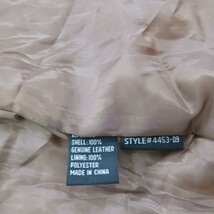 SHELL:100%
GENUINE LEATHER
LINING:100%
POLYESTER
MADE IN CHINA
STYLE# 4453-09